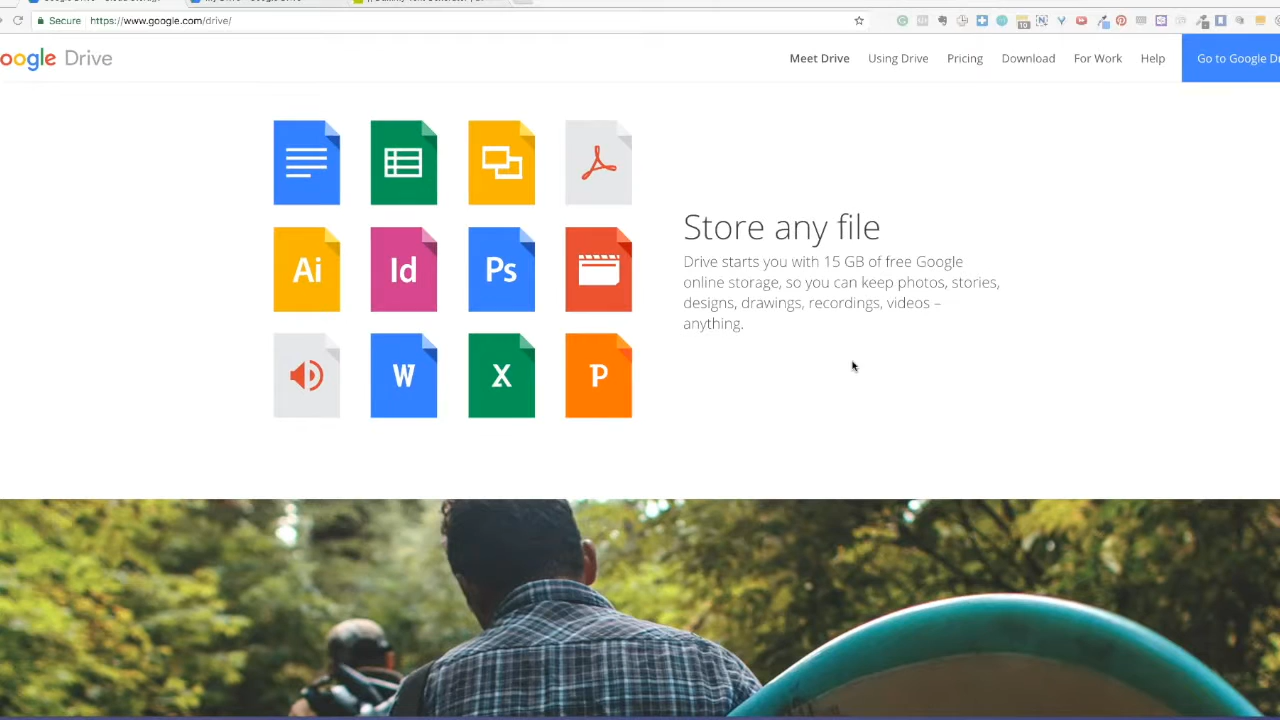 Secure https://www.google.com/drive/
oogle Drive
Meet Drive Using Drive Pricing Download For Work Help Go to Google Dr
Store any file
Drive starts you with 15 GB of free Google
online storage, so you can keep photos, stories,
designs, drawings, recordings, videos –
anything.
Ai Id Ps
W X P
10